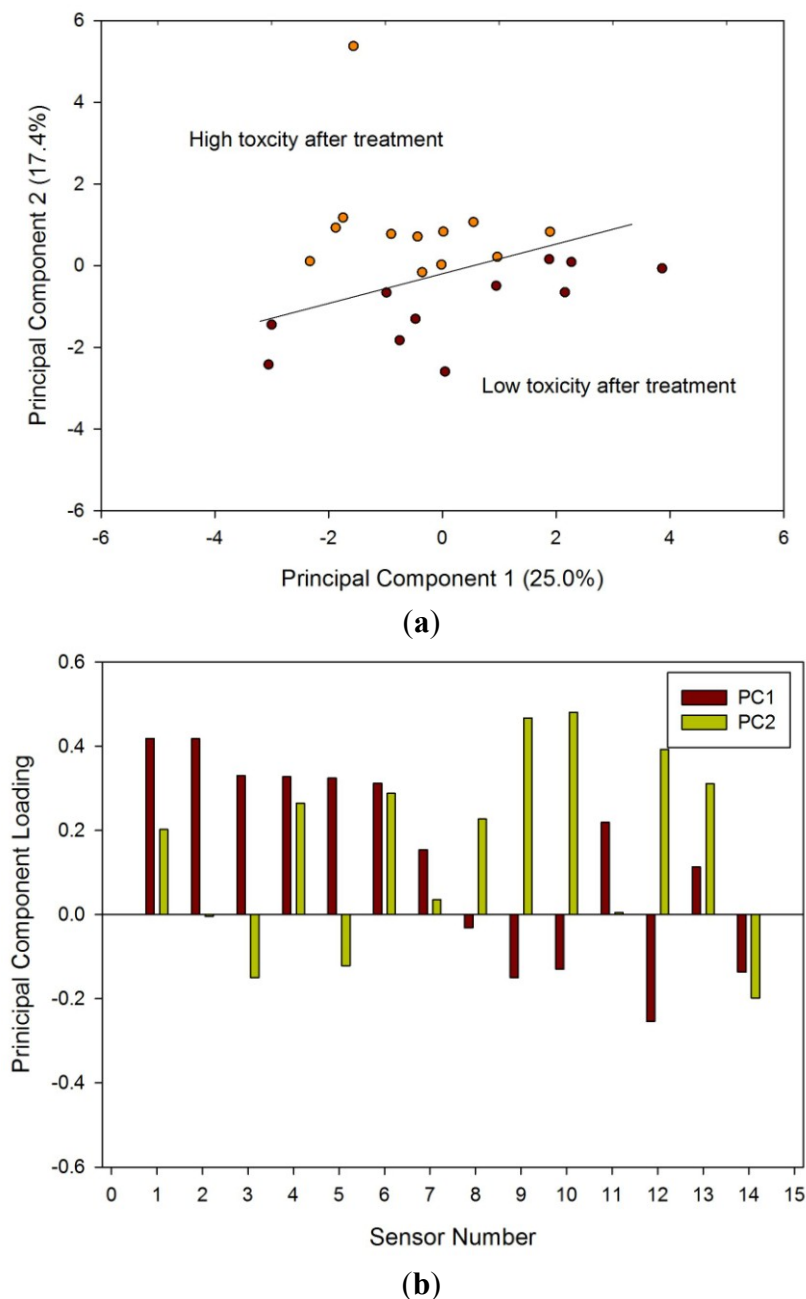 6
4
2
0
-2
-4
-6
Principal Component 2 (17.4%)
High toxcity after treatment
Low toxicity after treatment
-6 -4 -2 0 2 4 6
Principal Component 1 (25.0%)
(a)
0.6
0.4
0.2
0.0
-0.2
-0.4
-0.6
Prinicipal Component Loading
PC1
PC2
0 1 2 3 4 5 6 7 8 9 10 11 12 13 14 15
Sensor Number
(b)